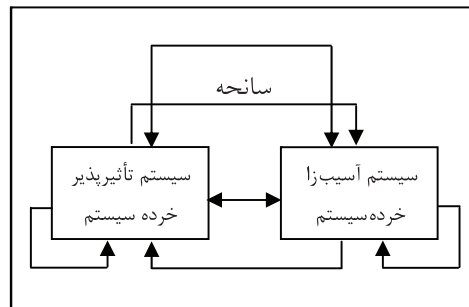 سانحه
سیستم آسیب‌زا
خرده‌سیستم
سیستم تأثیرپذیر
خرده سیستم